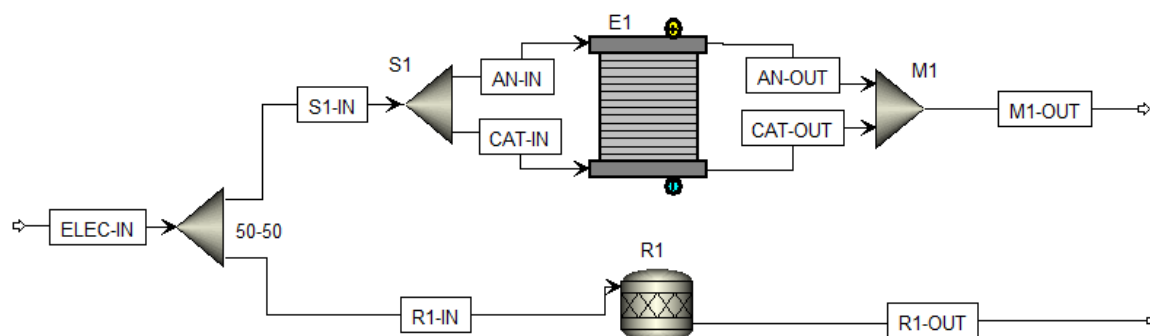 E1
S1
AN-IN
AN-OUT
M1
S1-IN
M1-OUT
CAT-IN
CAT-OUT
ELEC-IN
50-50
R1
R1-IN
R1-OUT